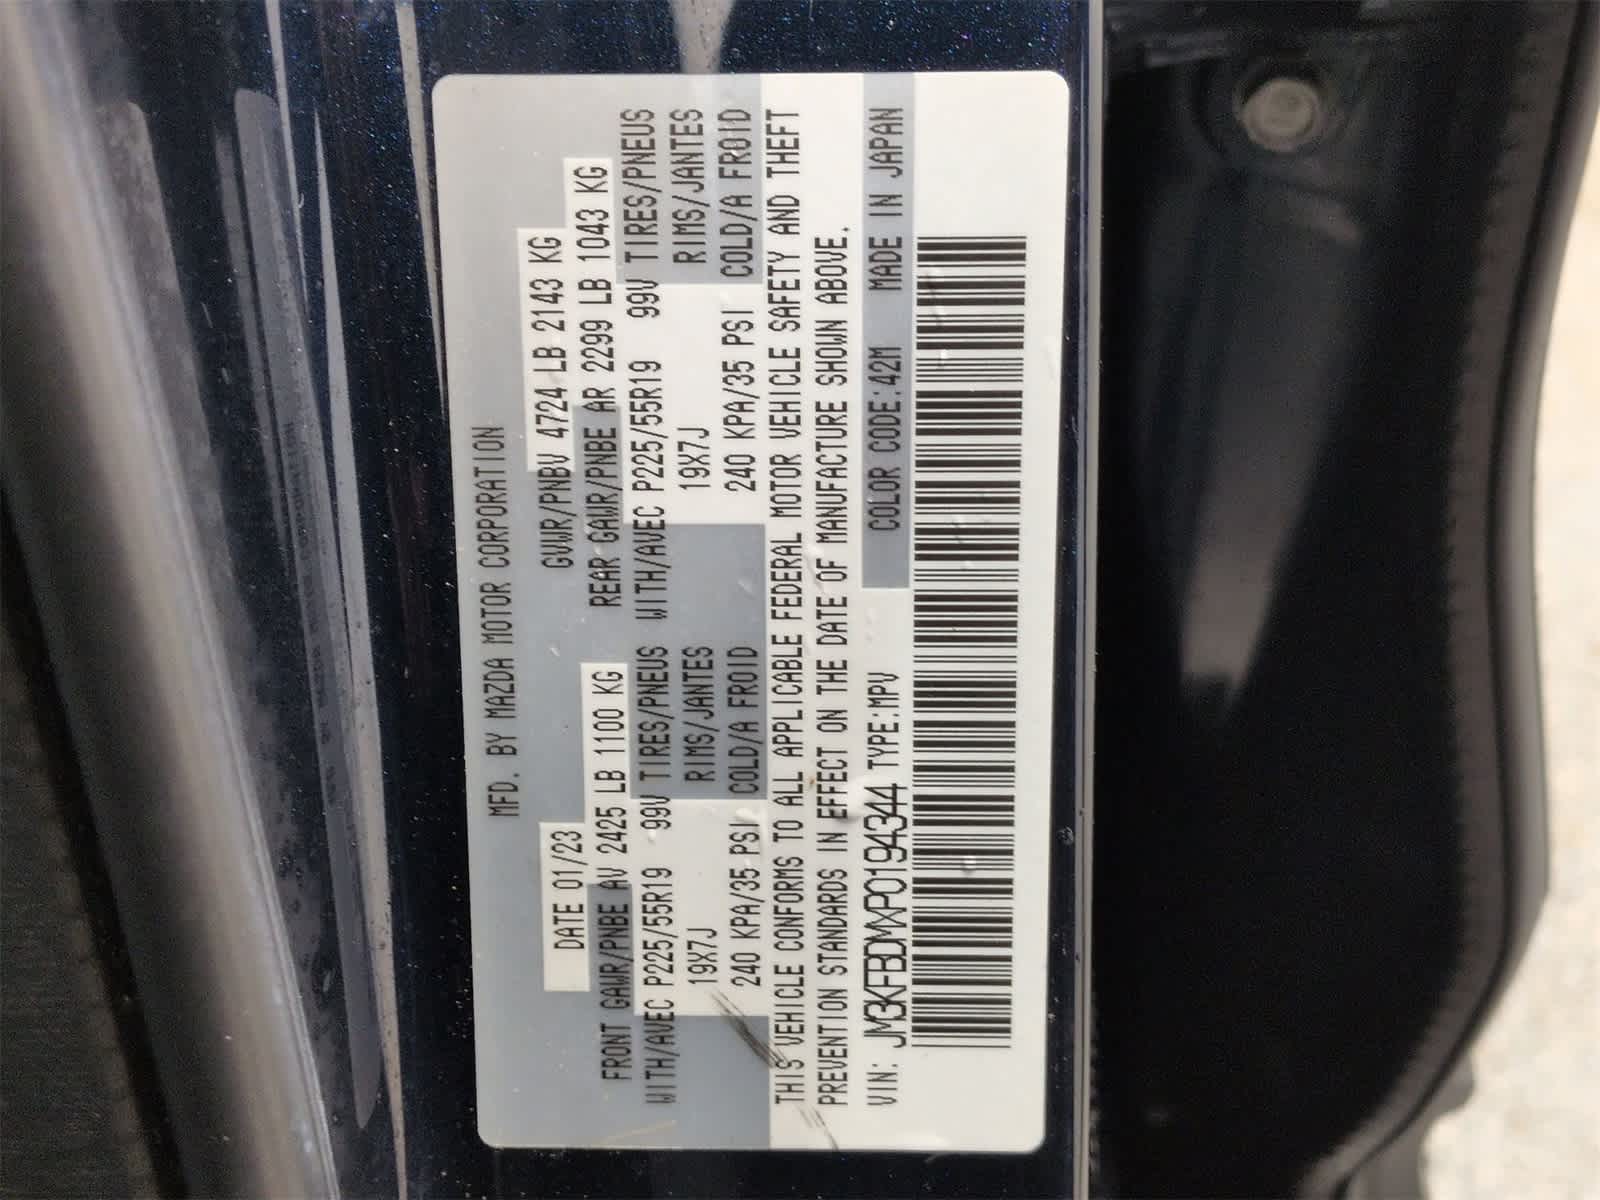 MFD. BY MAZDA MOTOR CORPORATION
DATE 01/23 GVWR/PNBV 4724 LB 2143 KG
FRONT GAWR/PNBE AV 2425 LB 1100 KG REAR GAWR/PNBE AR 2299 LB 1043 KG
WITH/AVEC P225/55R19 99V TIRES/PNEUS WITH/AVEC P225/55R19 99V TIRES/PNEUS
19X7J RIMS/JANTES 19X7J RIMS/JANTES
240 KPA/35 PSI COLD/A FROID 240 KPA/35 PSI COLD/A FROID
THIS VEHICLE CONFORMS TO ALL APPLICABLE FEDERAL MOTOR VEHICLE SAFETY AND THEFT
PREVENTION STANDARDS IN EFFECT ON THE DATE OF MANUFACTURE SHOWN ABOVE.
VIN: JM3KFBDMXP0194344 TYPE:MPV COLOR CODE:42M MADE IN JAPAN